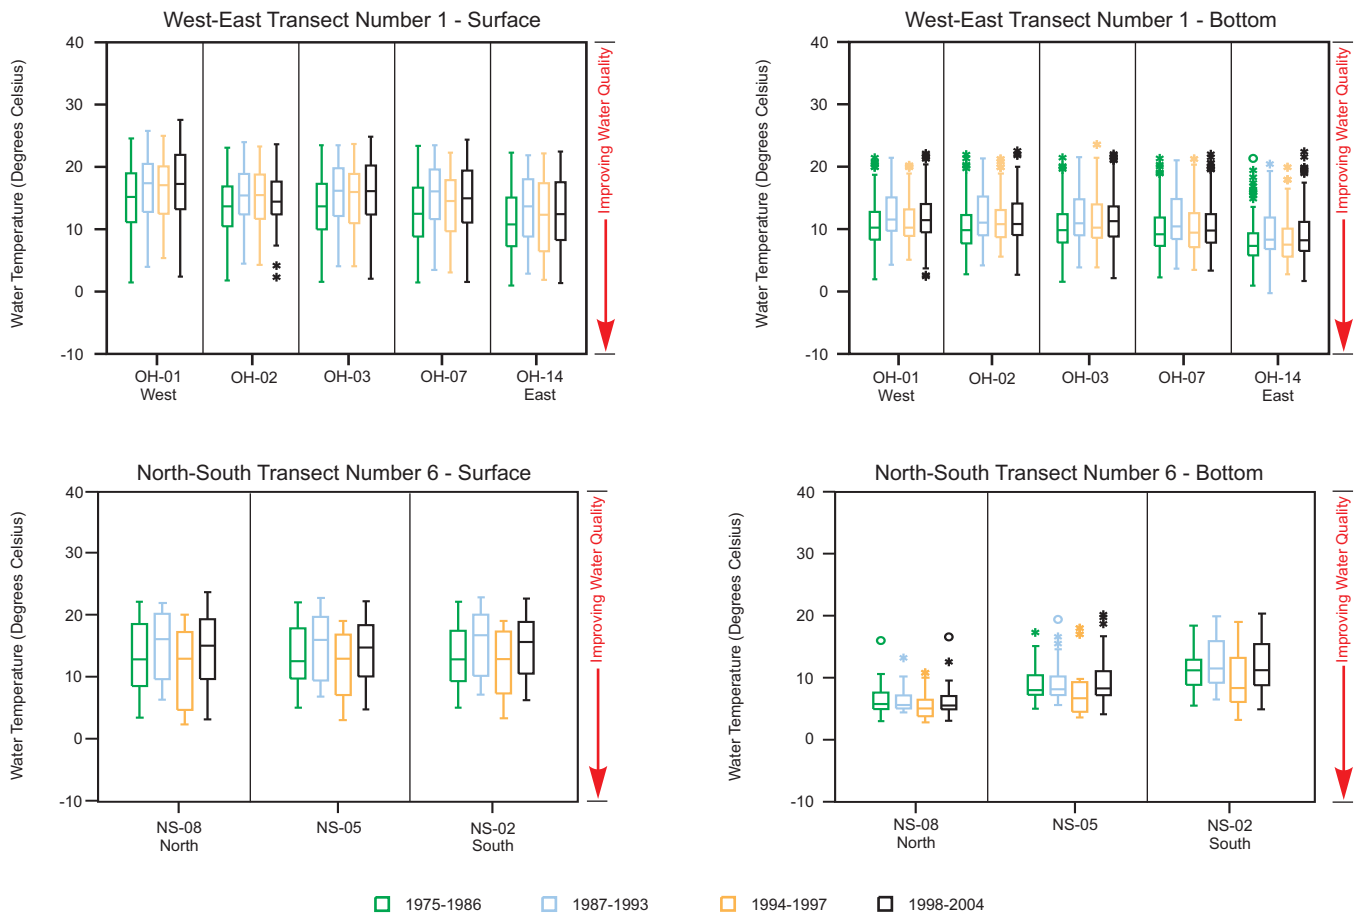 West-East Transect Number 1 - Surface
Water Temperature (Degrees Celsius)
40
30
20
10
0
-10
OH-01
West
OH-02
OH-03
OH-07
OH-14
East
Improving Water Quality
West-East Transect Number 1 - Bottom
Water Temperature (Degrees Celsius)
40
30
20
10
0
-10
OH-01
West
OH-02
OH-03
OH-07
OH-14
East
Improving Water Quality
North-South Transect Number 6 - Surface
Water Temperature (Degrees Celsius)
40
30
20
10
0
-10
NS-08
North
NS-05
NS-02
South
Improving Water Quality
North-South Transect Number 6 - Bottom
Water Temperature (Degrees Celsius)
40
30
20
10
0
-10
NS-08
North
NS-05
NS-02
South
Improving Water Quality
1975-1986
1987-1993
1994-1997
1998-2004